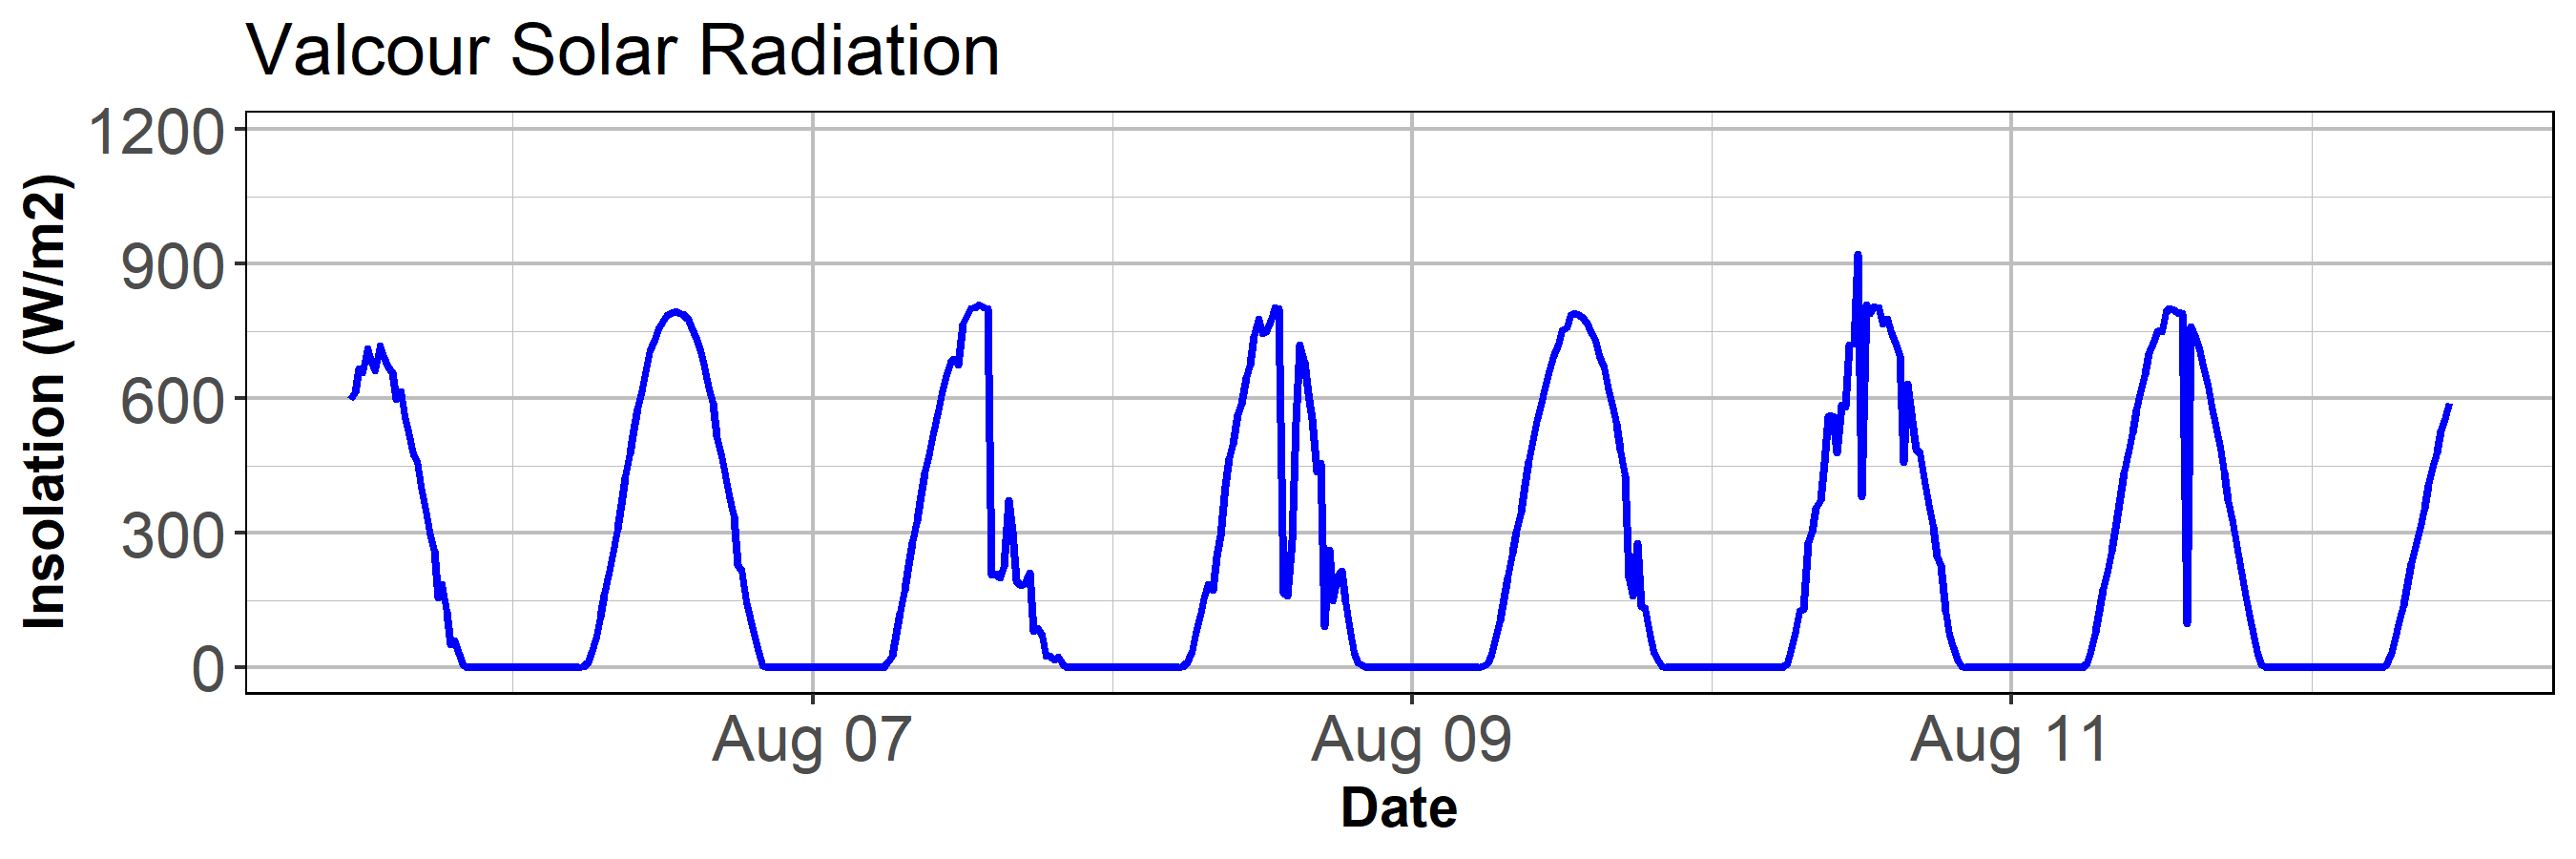 Valcour Solar Radiation
1200
900
600
300
0
Insolation (W/m2)
Aug 07
Aug 09
Aug 11
Date